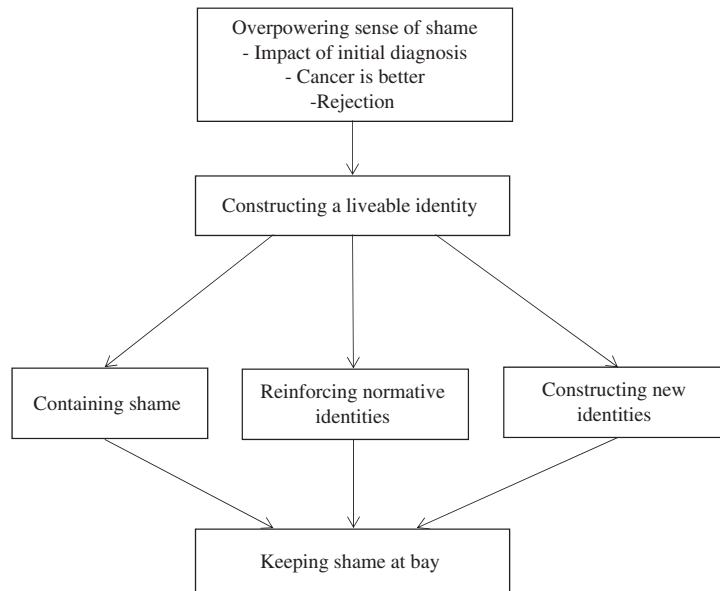 Overpowering sense of shame
- Impact of initial diagnosis
- Cancer is better
-Rejection
Constructing a liveable identity
Containing shame
Reinforcing normative
identities
Constructing new
identities
Keeping shame at bay